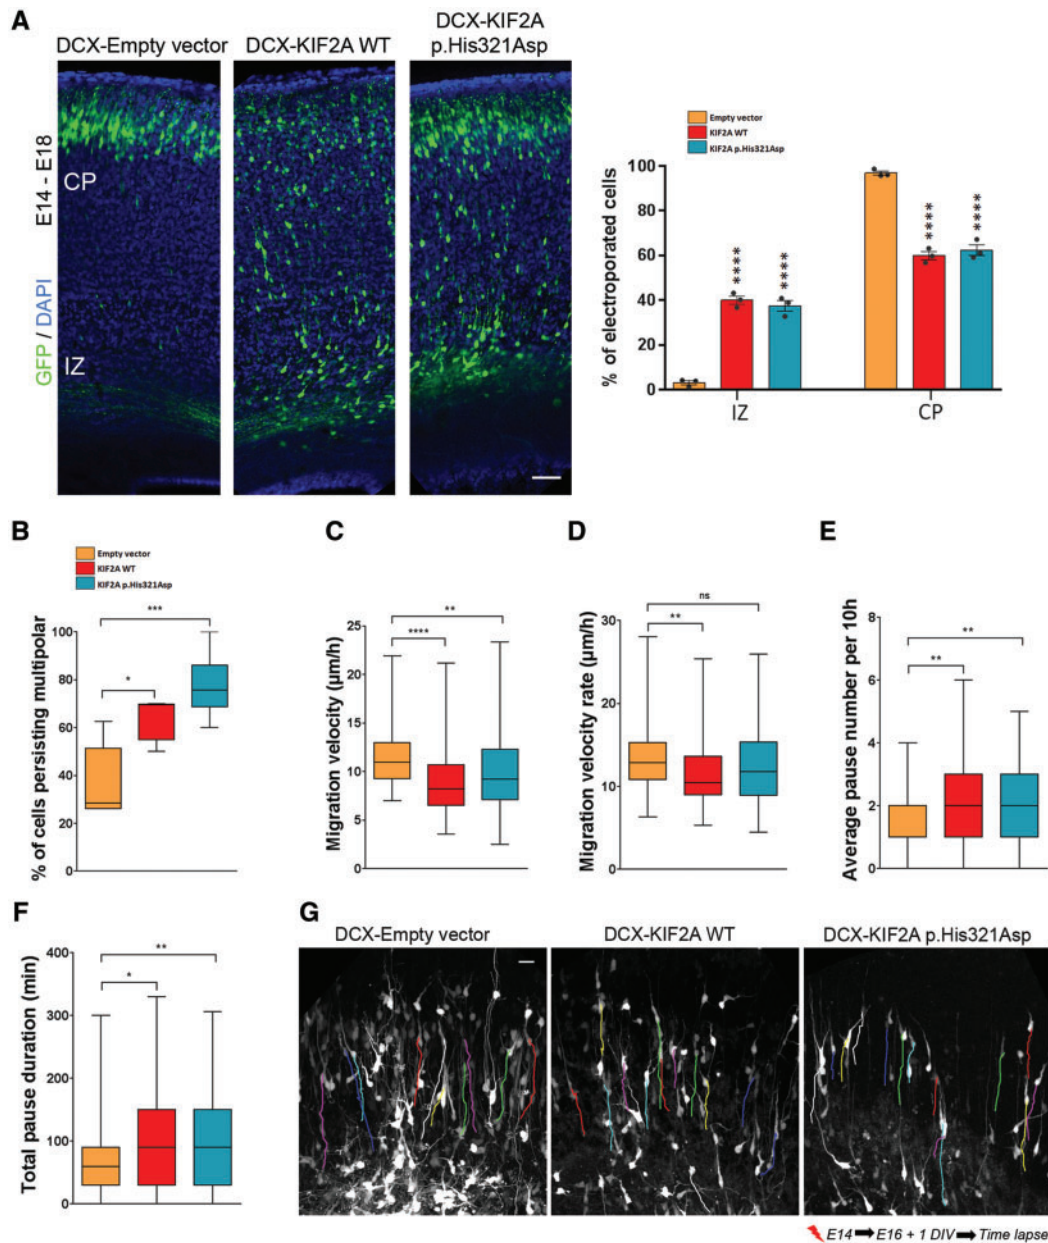 A
DCX-Empty vector
DCX-KIF2A WT
DCX-KIF2A
p.His321Asp
E14 - E18
GFP / DAPI
CP
IZ
Empty vector
KIF2A WT
KIF2A p.His321Asp
% of electroporated cells
100
80
60
40
20
0
****
****
****
****
IZ
CP
B
Empty vector
KIF2A WT
KIF2A p.His321Asp
% of cells persisting multipolar
100
80
60
40
20
0
***
*
C
Migration velocity (µm/h)
25
20
15
10
5
0
**
****
D
Migration velocity rate (µm/h)
30
20
10
0
ns
**
E
Average pause number per 10h
8
6
4
2
0
**
**
F
Total pause duration (min)
400
300
200
100
0
**
*
G
DCX-Empty vector
DCX-KIF2A WT
DCX-KIF2A p.His321Asp
E14 → E16 + 1 DIV → Time lapse